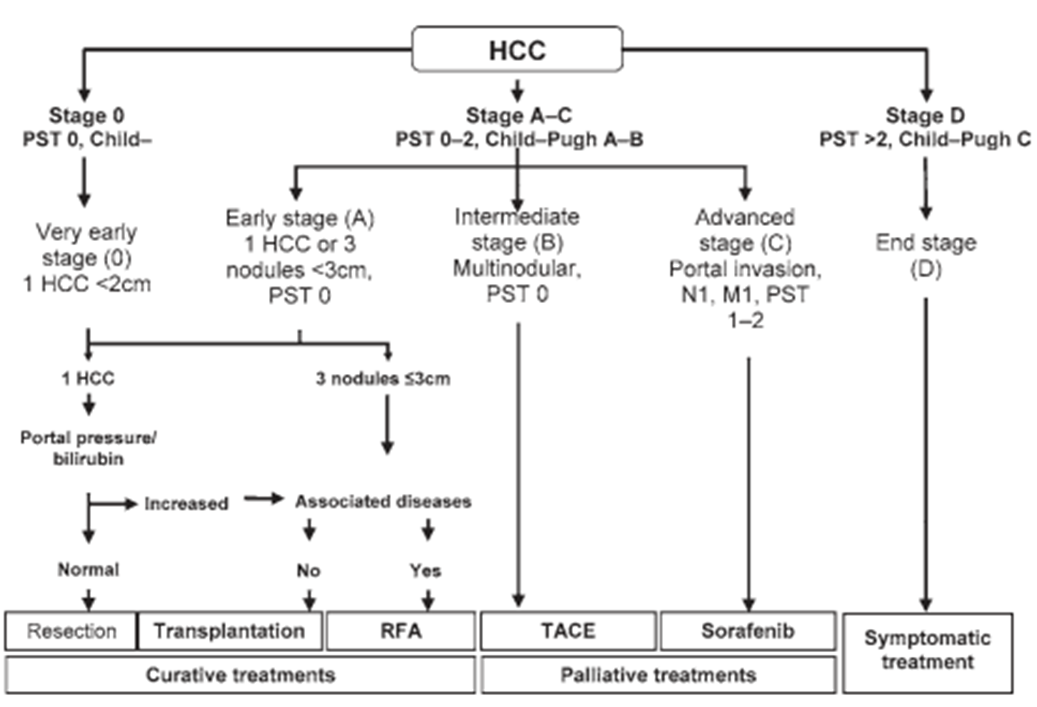 HCC
Stage 0
PST 0, Child–
Stage A–C
PST 0–2, Child–Pugh A–B
Stage D
PST >2, Child–Pugh C
Very early
stage (0)
1 HCC <2cm
Early stage (A)
1 HCC or 3
nodules <3cm,
PST 0
Intermediate
stage (B)
Multinodular,
PST 0
Advanced
stage (C)
Portal invasion,
N1, M1, PST
1–2
End stage
(D)
1 HCC
3 nodules ≤3cm
Portal pressure/
bilirubin
Increased
Associated diseases
Normal
No
Yes
Resection
Transplantation
RFA
TACE
Sorafenib
Symptomatic
treatment
Curative treatments
Palliative treatments